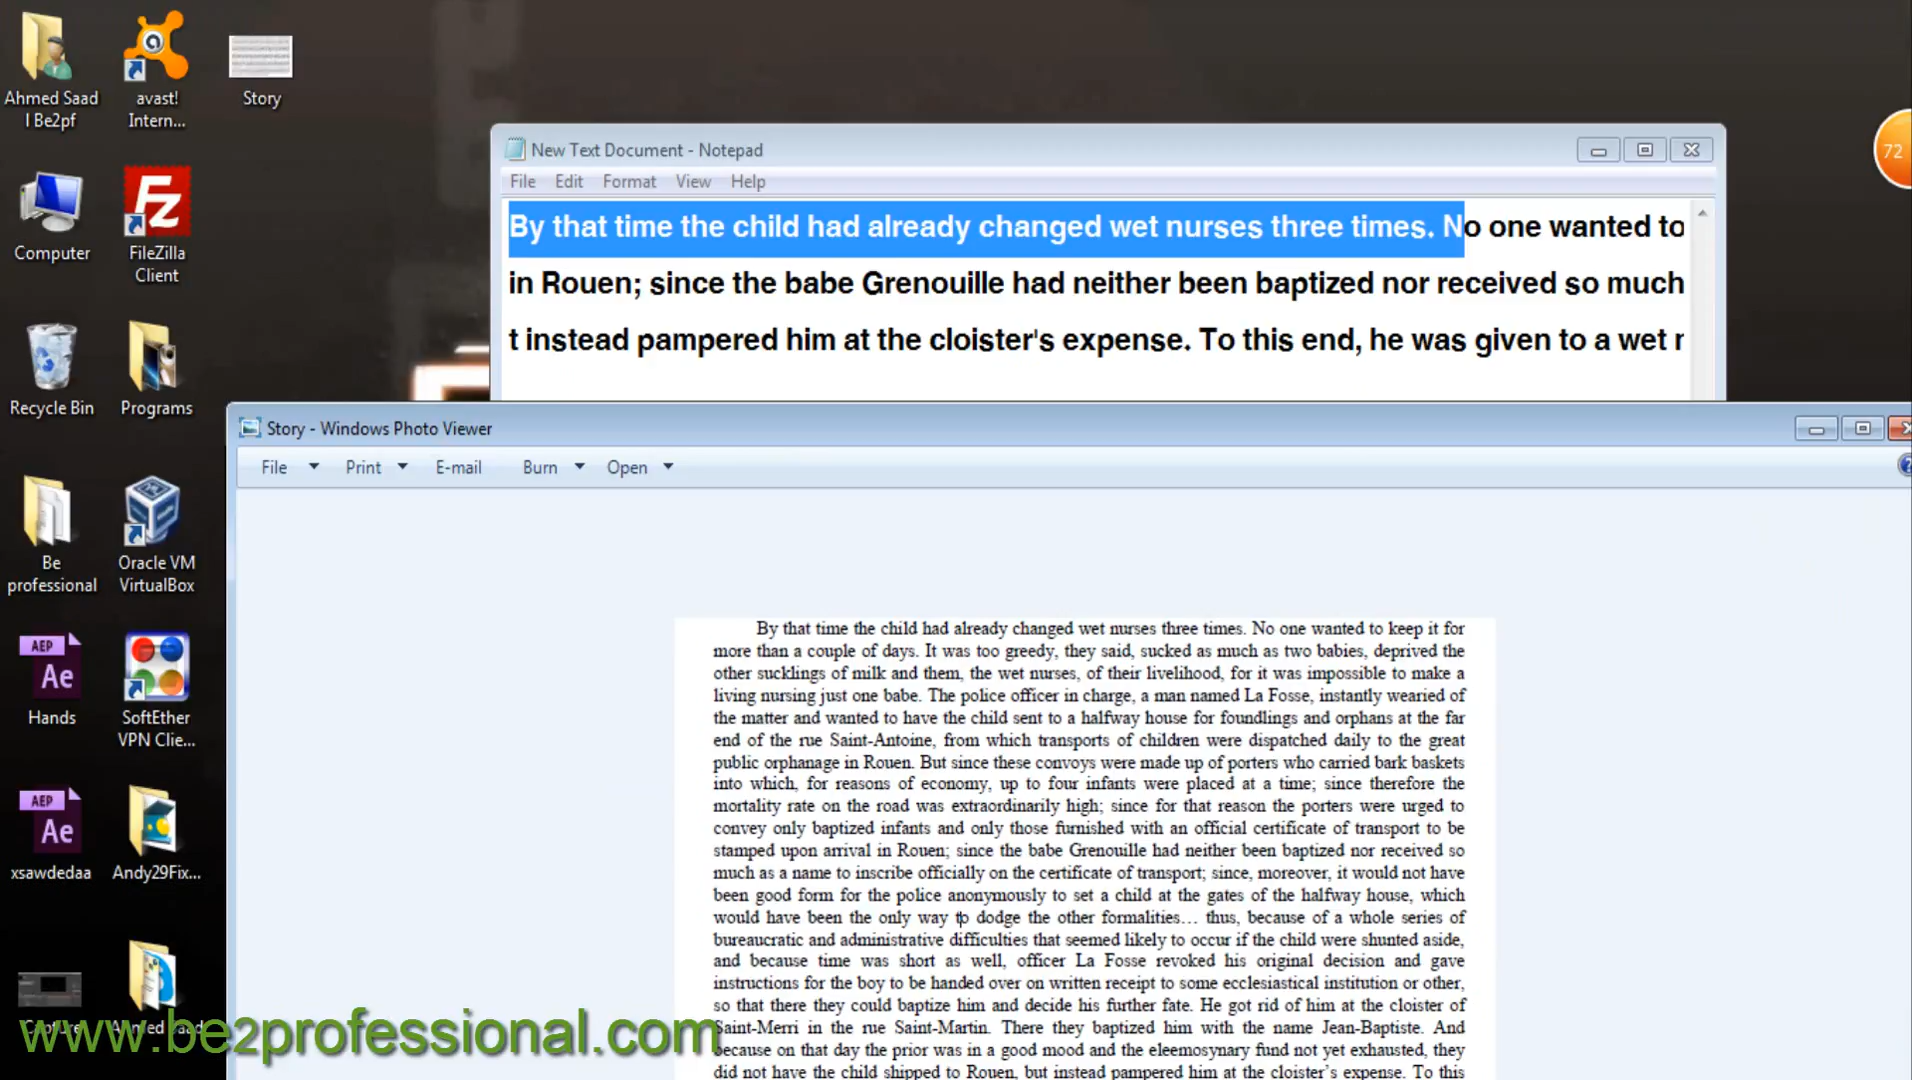 Ahmed Saad
I Be2pf
avast!
Intern...
Story
Computer
FileZilla
Client
Recycle Bin
Programs
Be
professional
Oracle VM
VirtualBox
AEP
Ae
Hands
SoftEther
VPN Clie...
AEP
Ae
xsawdedaa
Andy29Fix...
72
New Text Document - Notepad
File Edit Format View Help
By that time the child had already changed wet nurses three times. No one wanted to
in Rouen; since the babe Grenouille had neither been baptized nor received so much
t instead pampered him at the cloister's expense. To this end, he was given to a wet
Story - Windows Photo Viewer
File Print E-mail Burn Open
By that time the child had already changed wet nurses three times. No one wanted to keep it for
more than a couple of days. It was too greedy, they said, sucked as much as two babies, deprived the
other sucklings of milk and them, the wet nurses, of their livelihood, for it was impossible to make a
living nursing just one babe. The police officer in charge, a man named La Fosse, instantly wearied of
the matter and wanted to have the child sent to a halfway house for foundlings and orphans at the far
end of the rue Saint-Antoine, from which transports of children were dispatched daily to the great
public orphanage in Rouen. But since these convoys were made up of porters who carried bark baskets
into which, for reasons of economy, up to four infants were placed at a time; since therefore the
mortality rate on the road was extraordinarily high; since for that reason the porters were urged to
convey only baptized infants and only those furnished with an official certificate of transport to be
stamped upon arrival in Rouen; since the babe Grenouille had neither been baptized nor received so
much as a name to inscribe officially on the certificate of transport; since, moreover, it would not have
been good form for the police anonymously to set a child at the gates of the halfway house, which
would have been the only way to dodge the other formalities... thus, because of a whole series of
bureaucratic and administrative difficulties that seemed likely to occur if the child were shunted aside,
and because time was short as well, officer La Fosse revoked his original decision and gave
instructions for the boy to be handed over on written receipt to some ecclesiastical institution or other,
so that there they could baptize him and decide his further fate. He got rid of him at the cloister of
Saint-Merri in the rue Saint-Martin. There they baptized him with the name Jean-Baptiste. And
because on that day the prior was in a good mood and the eleemosynary fund not yet exhausted, they
did not have the child shipped to Rouen, but instead pampered him at the cloister's expense. To this
www.be2professional.com